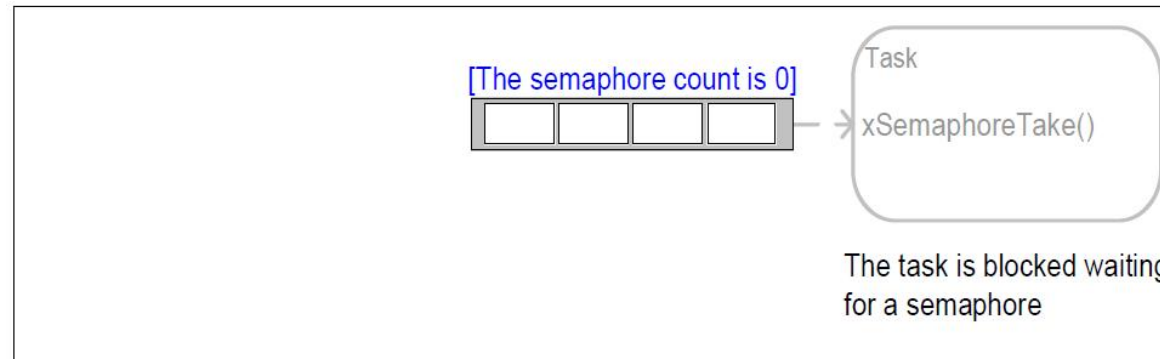 [The semaphore count is 0]
Task
xSemaphoreTake()
The task is blocked waiting
for a semaphore